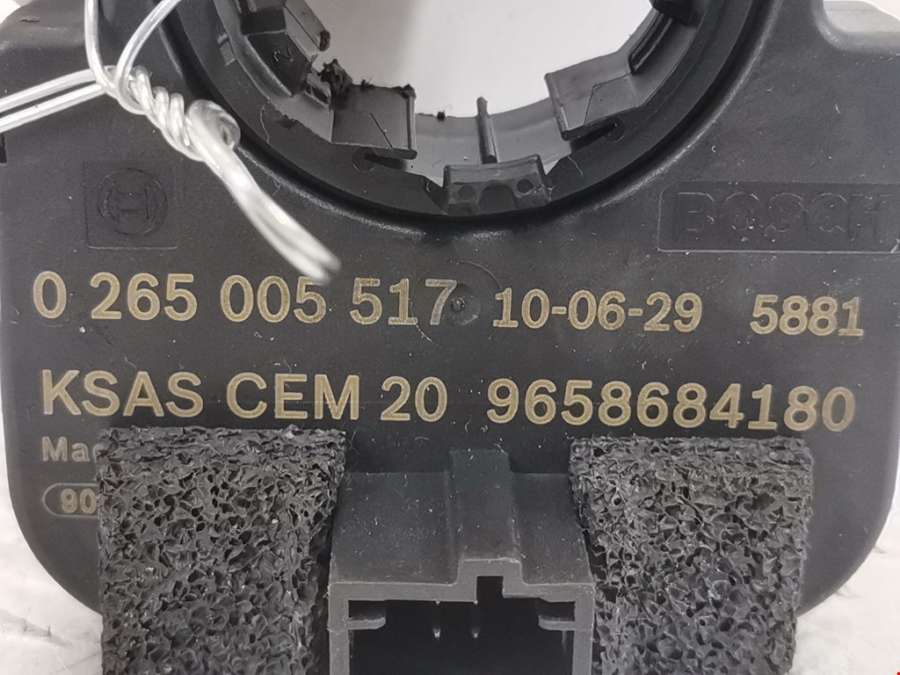 BOSCH
0 265 005 517 10-06-29 5881
KSAS CEM 20 9658684180